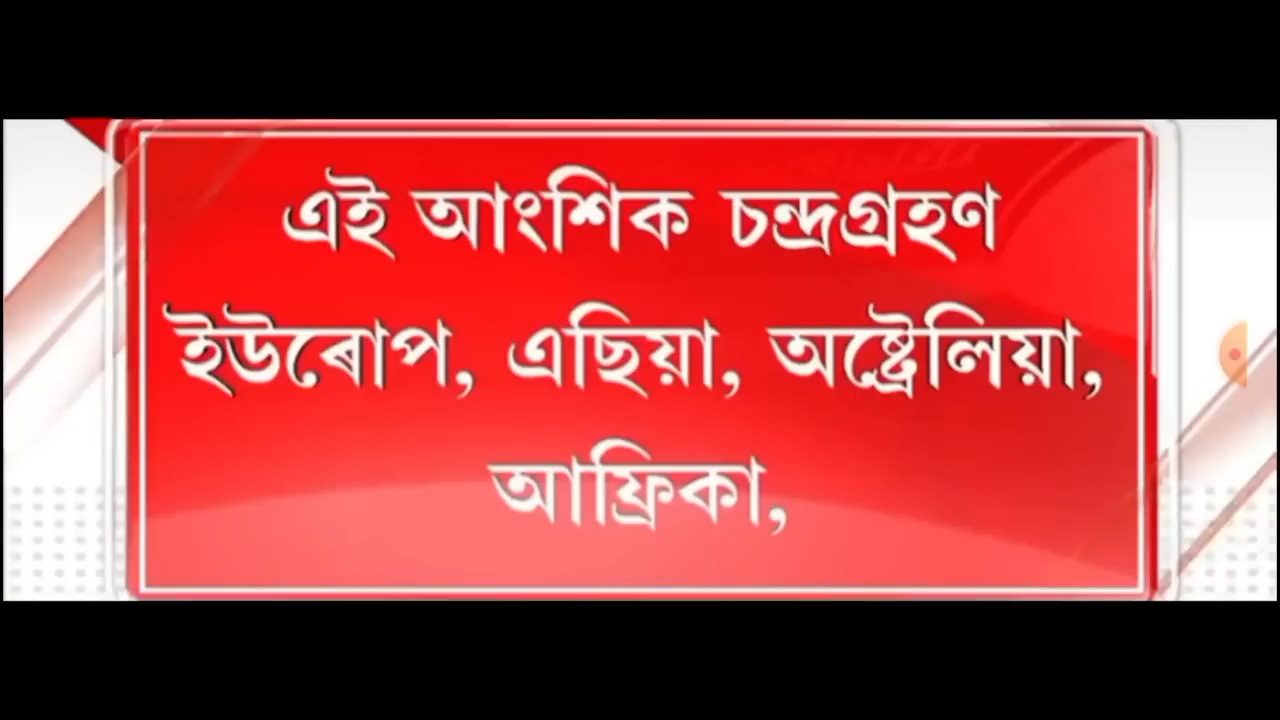 এই আংশিক চন্দ্ৰগ্ৰহণ
ইউৰোপ, এছিয়া, অষ্ট্ৰেলিয়া,
আফ্ৰিকা,